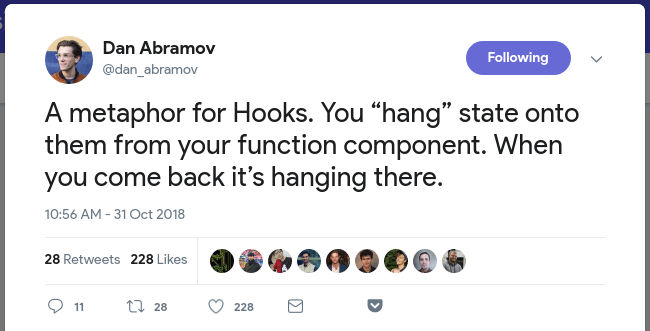 Dan Abramov
@dan_abramov
Following
A metaphor for Hooks. You “hang” state onto
them from your function component. When
you come back it’s hanging there.
10:56 AM - 31 Oct 2018
28 Retweets 228 Likes
11 28 228